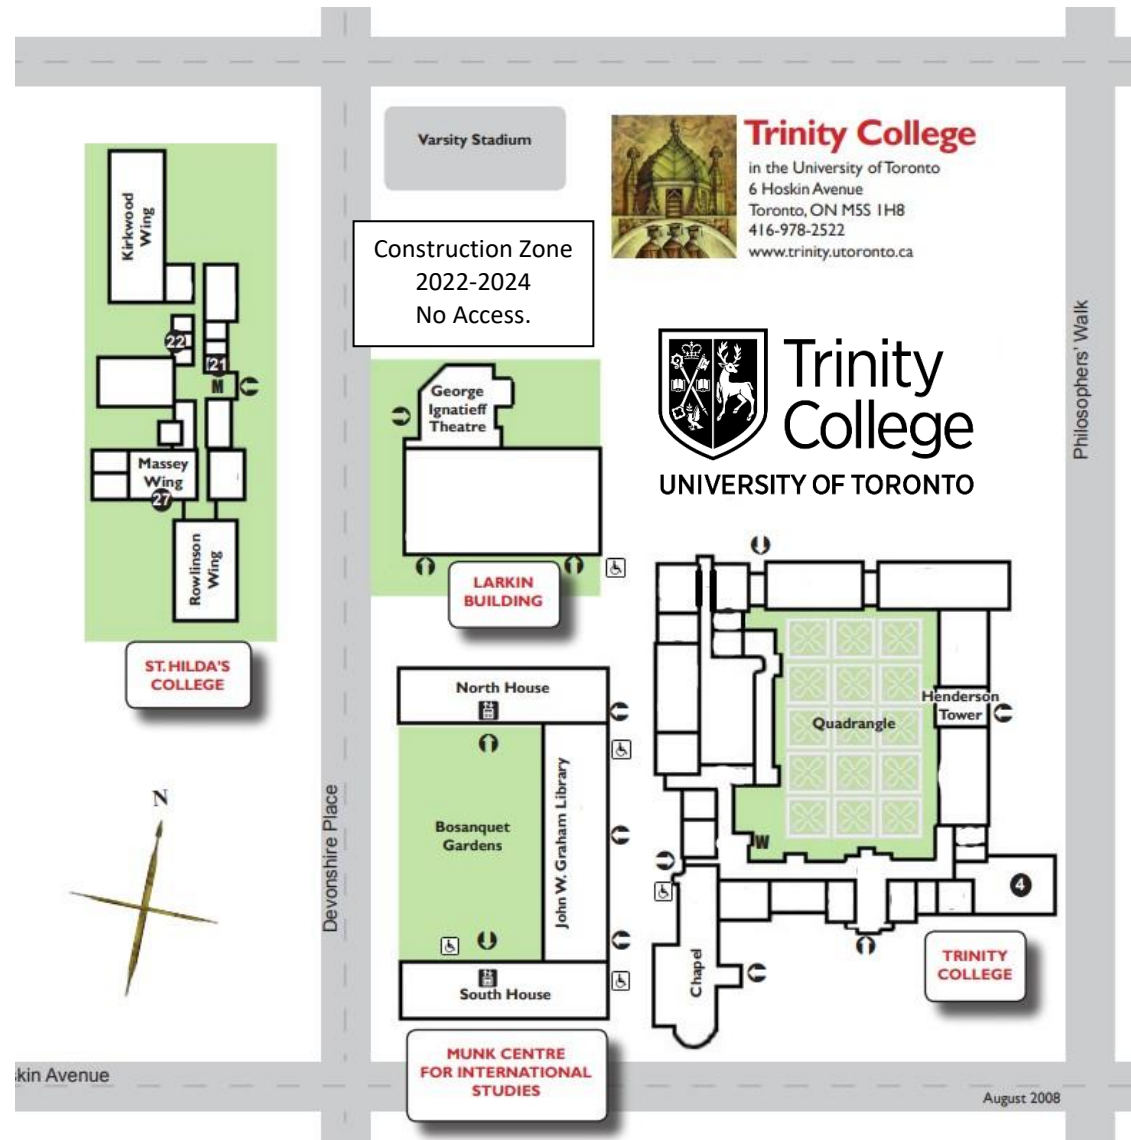 Varsity Stadium
Trinity College
in the University of Toronto
6 Hoskin Avenue
Toronto, ON M5S 1H8
416-978-2522
www.trinity.utoronto.ca
Construction Zone
2022-2024
No Access.
Kirkwood
Wing
22
21
M
Massey
Wing
27
Rowlinson
Wing
ST. HILDA'S
COLLEGE
George
Ignatieff
Theatre
LARKIN
BUILDING
Trinity
College
UNIVERSITY OF TORONTO
Philosophers' Walk
North House
Bosanquet
Gardens
John W. Graham Library
South House
MUNK CENTRE
FOR INTERNATIONAL
STUDIES
Quadrangle
Henderson
Tower
W
4
Chapel
TRINITY
COLLEGE
N
Devonshire Place
skin Avenue
August 2008